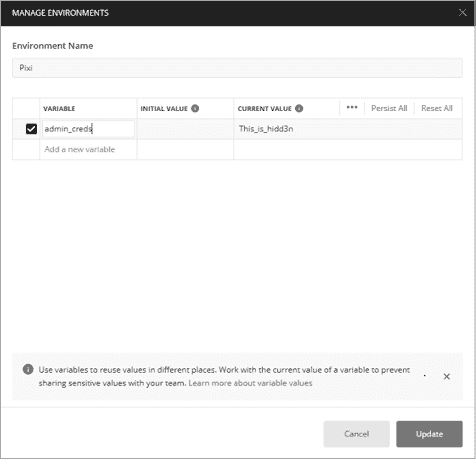 MANAGE ENVIRONMENTS
Environment Name
Pixi
VARIABLE INITIAL VALUE CURRENT VALUE Persist All Reset All
admin_creds This_is_hidd3n
Add a new variable
Use variables to reuse values in different places. Work with the current value of a variable to prevent
sharing sensitive values with your team. Learn more about variable values
Cancel Update